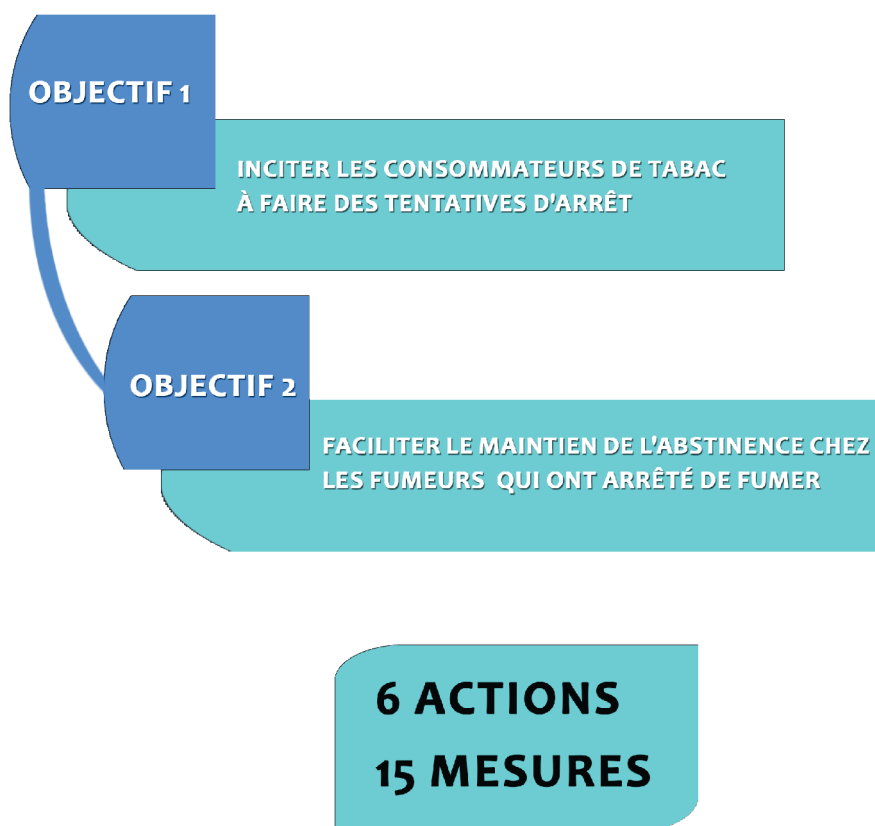 OBJECTIF 1
INCITER LES CONSOMMATEURS DE TABAC
À FAIRE DES TENTATIVES D'ARRÊT
OBJECTIF 2
FACILITER LE MAINTIEN DE L'ABSTINENCE CHEZ
LES FUMEURS QUI ONT ARRÊTÉ DE FUMER
6 ACTIONS
15 MESURES